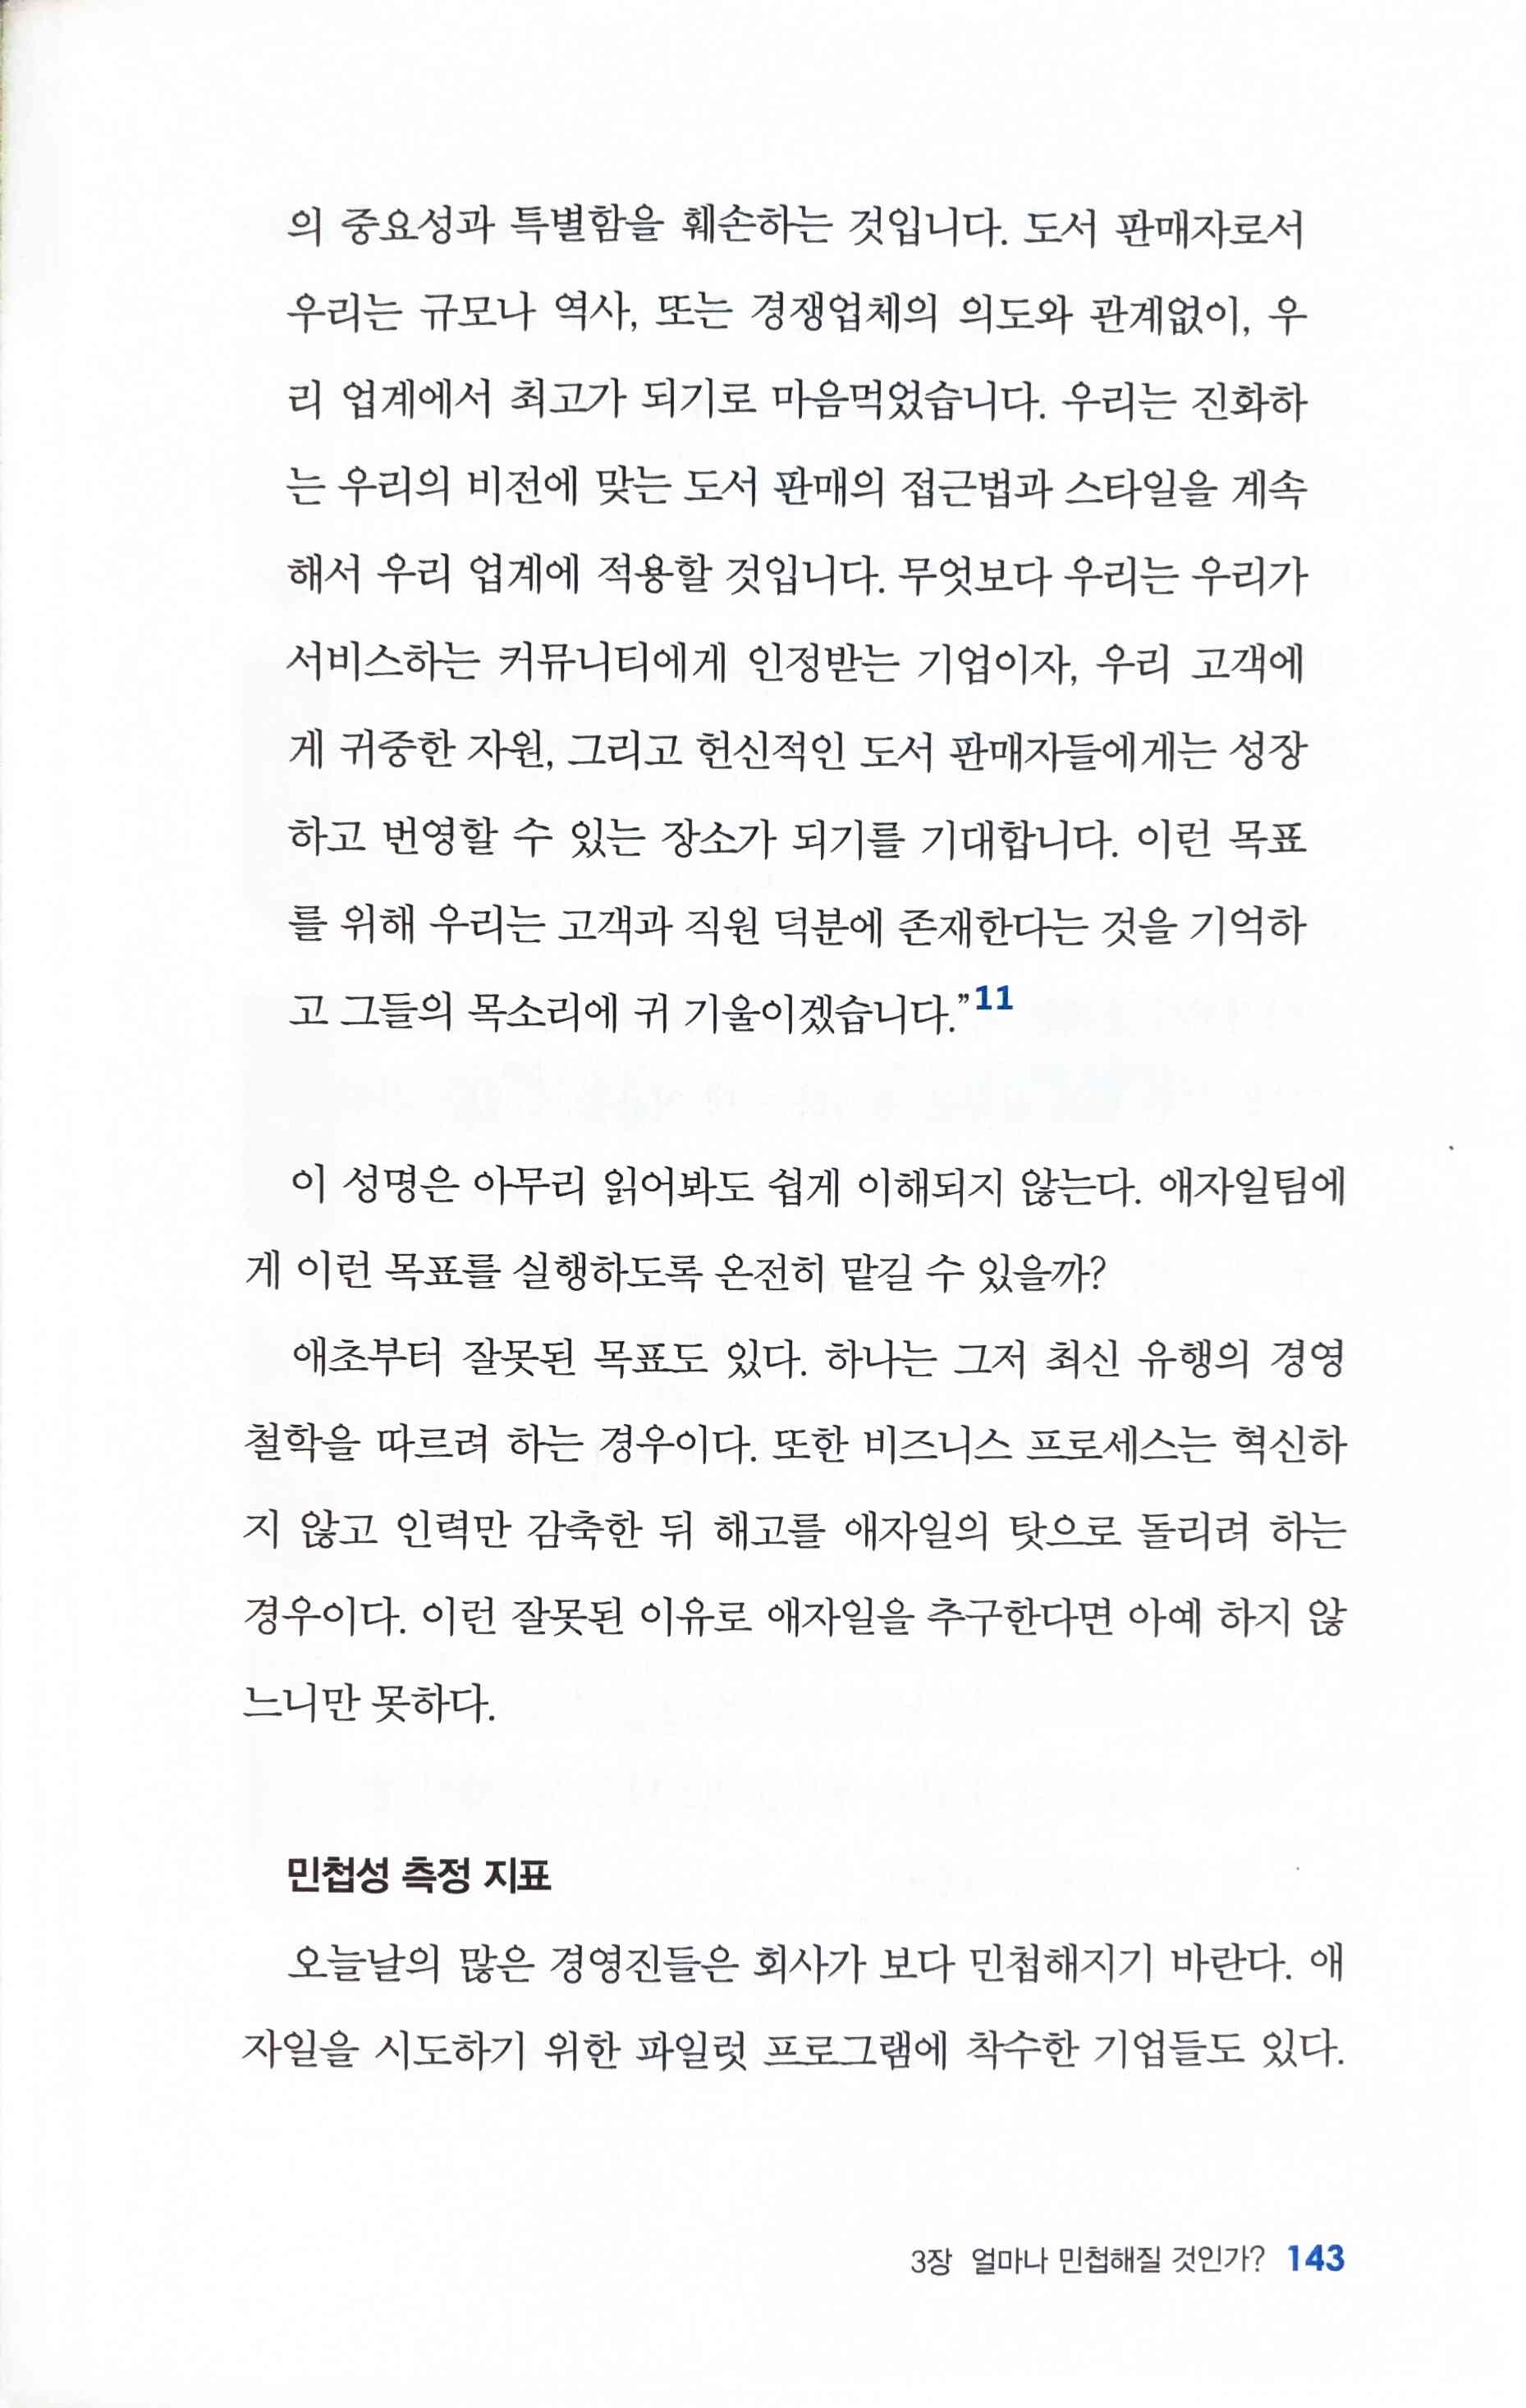 의 중요성과 특별함을 훼손하는 것입니다. 도서 판매자로서
우리는 규모나 역사, 또는 경쟁업체의 의도와 관계없이, 우
리 업계에서 최고가 되기로 마음먹었습니다. 우리는 진화하
는 우리의 비전에 맞는 도서 판매의 접근법과 스타일을 계속
해서 우리 업계에 적용할 것입니다. 무엇보다 우리는 우리가
서비스하는 커뮤니티에게 인정받는 기업이자, 우리 고객에
게 귀중한 자원, 그리고 헌신적인 도서 판매자들에게는 성장
하고 번영할 수 있는 장소가 되기를 기대합니다. 이런 목표
를 위해 우리는 고객과 직원 덕분에 존재한다는 것을 기억하
고 그들의 목소리에 귀 기울이겠습니다.”11
이 성명은 아무리 읽어봐도 쉽게 이해되지 않는다. 애자일팀에
게 이런 목표를 실행하도록 온전히 맡길 수 있을까?
애초부터 잘못된 목표도 있다. 하나는 그저 최신 유행의 경영
철학을 따르려 하는 경우이다. 또한 비즈니스 프로세스는 혁신하
지 않고 인력만 감축한 뒤 해고를 애자일의 탓으로 돌리려 하는
경우이다. 이런 잘못된 이유로 애자일을 추구한다면 아예 하지 않
느니만 못하다.
민첩성 측정 지표
오늘날의 많은 경영진들은 회사가 보다 민첩해지기 바란다. 애
자일을 시도하기 위한 파일럿 프로그램에 착수한 기업들도 있다.
3장 얼마나 민첩해질 것인가? 143